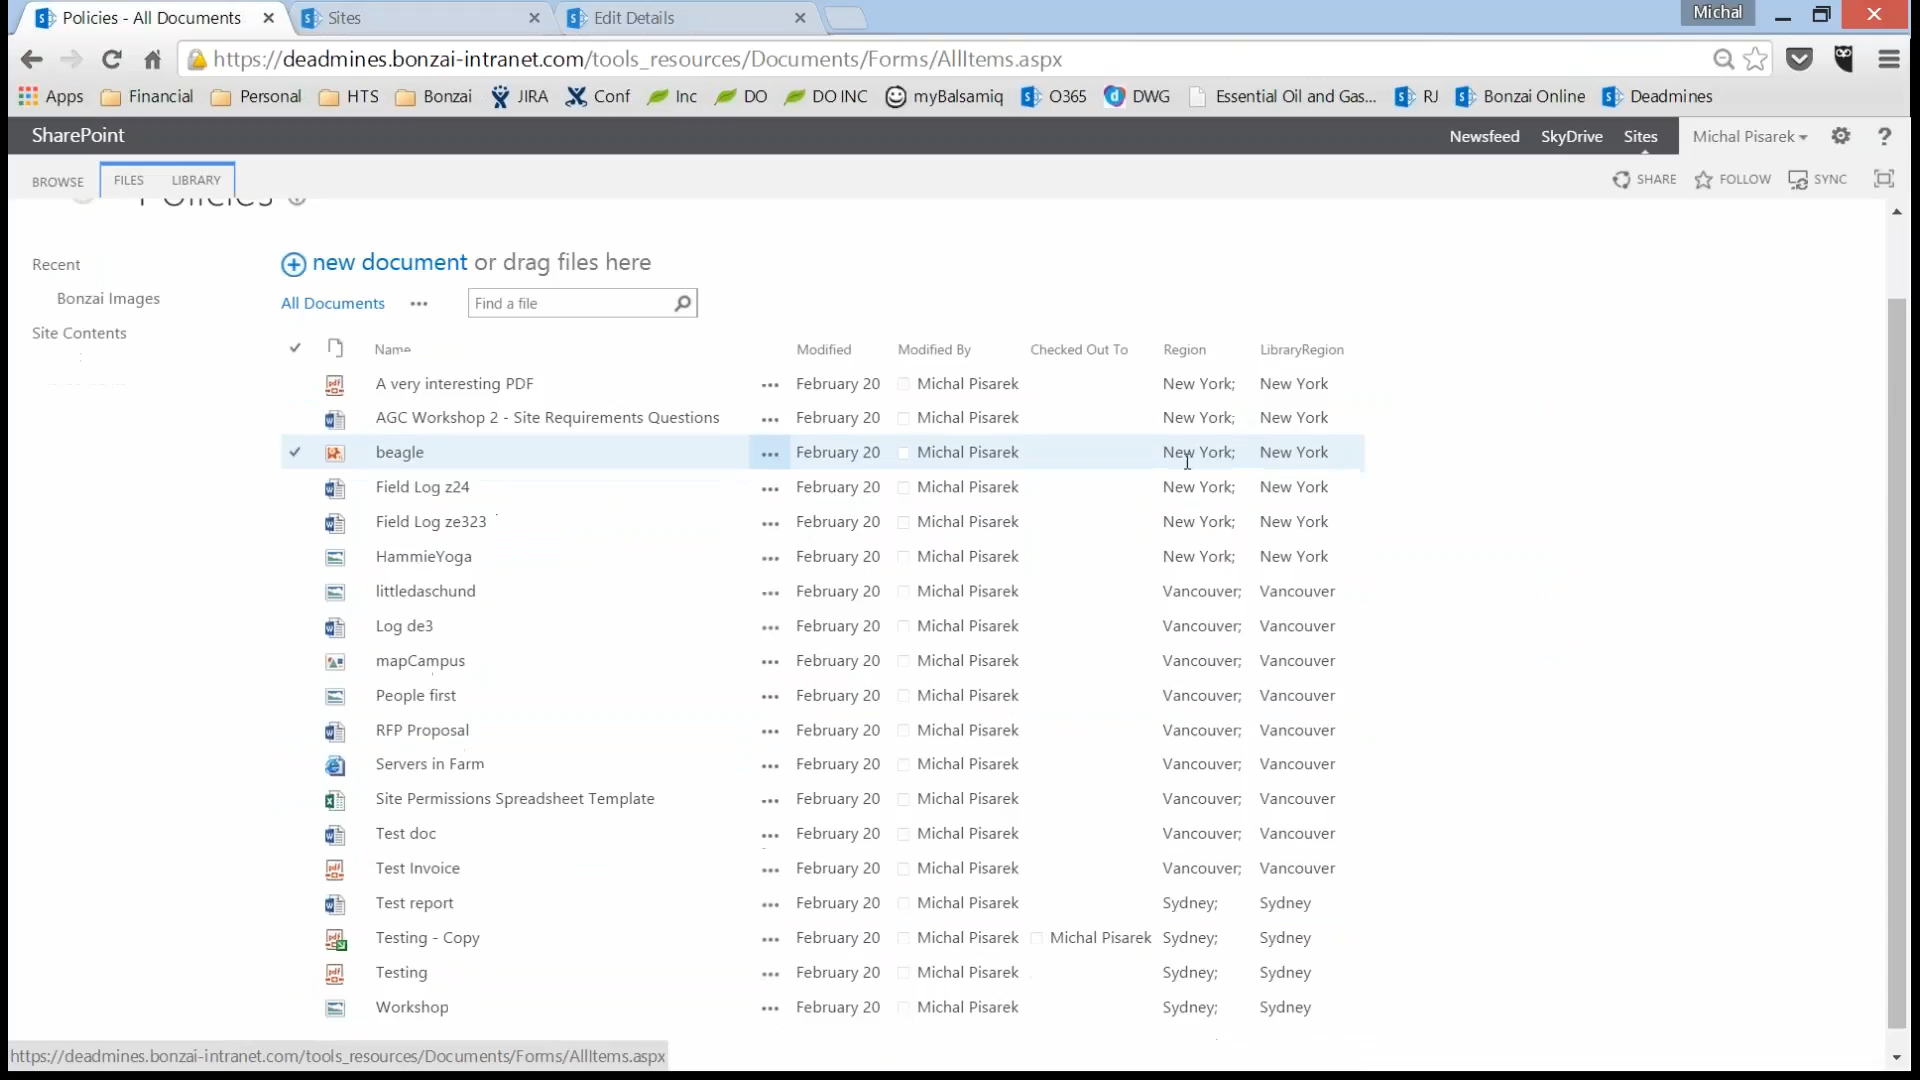 Policies - All Documents
Sites
Edit Details
Michal
https://deadmines.bonzai-intranet.com/tools_resources/Documents/Forms/AllItems.aspx
Apps Financial Personal HTS Bonzai JIRA Conf Inc DO DO INC myBalsamiq O365 DWG Essential Oil and Gas... RJ Bonzai Online Deadmines
SharePoint
Newsfeed SkyDrive Sites Michal Pisarek ?
BROWSE FILES LIBRARY
SHARE FOLLOW SYNC
Policies
Recent
Bonzai Images
Site Contents
new document or drag files here
All Documents ... Find a file
Name Modified Modified By Checked Out To Region LibraryRegion
A very interesting PDF ... February 20 Michal Pisarek New York; New York
AGC Workshop 2 - Site Requirements Questions ... February 20 Michal Pisarek New York; New York
beagle ... February 20 Michal Pisarek New York; New York
Field Log z24 ... February 20 Michal Pisarek New York; New York
Field Log ze323 ... February 20 Michal Pisarek New York; New York
HammieYoga ... February 20 Michal Pisarek New York; New York
littledaschund ... February 20 Michal Pisarek Vancouver; Vancouver
Log de3 ... February 20 Michal Pisarek Vancouver; Vancouver
mapCampus ... February 20 Michal Pisarek Vancouver; Vancouver
People first ... February 20 Michal Pisarek Vancouver; Vancouver
RFP Proposal ... February 20 Michal Pisarek Vancouver; Vancouver
Servers in Farm ... February 20 Michal Pisarek Vancouver; Vancouver
Site Permissions Spreadsheet Template ... February 20 Michal Pisarek Vancouver; Vancouver
Test doc ... February 20 Michal Pisarek Vancouver; Vancouver
Test Invoice ... February 20 Michal Pisarek Vancouver; Vancouver
Test report ... February 20 Michal Pisarek Sydney; Sydney
Testing - Copy ... February 20 Michal Pisarek Michal Pisarek Sydney; Sydney
Testing ... February 20 Michal Pisarek Sydney; Sydney
Workshop ... February 20 Michal Pisarek Sydney; Sydney
https://deadmines.bonzai-intranet.com/tools_resources/Documents/Forms/AllItems.aspx